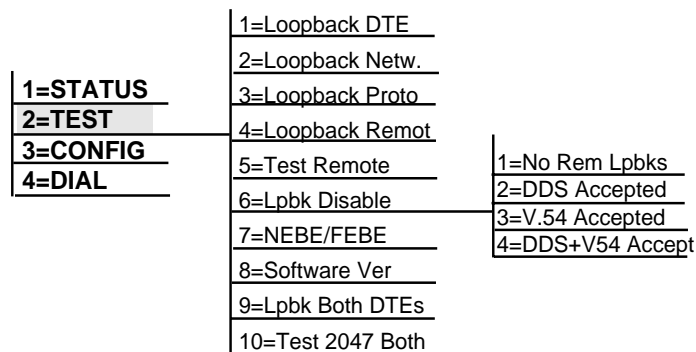 1=STATUS
2=TEST
3=CONFIG
4=DIAL
1=Loopback DTE
2=Loopback Netw.
3=Loopback Proto
4=Loopback Remot
5=Test Remote
6=Lpbk Disable
7=NEBE/FEBE
8=Software Ver
9=Lpbk Both DTEs
10=Test 2047 Both
1=No Rem Lpbks
2=DDS Accepted
3=V.54 Accepted
4=DDS+V54 Accept